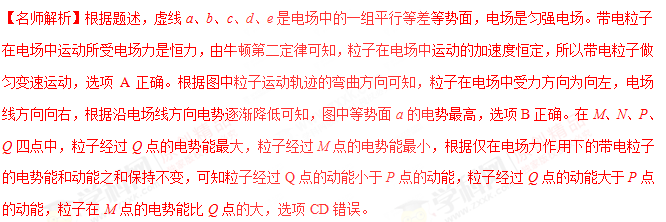 【名师解析】根据题述，虚线 a、b、c、d、e 是电场中的一组平行等差等势面，电场是匀强电场。带电粒子
在电场中运动所受电场力是恒力，由牛顿第二定律可知，粒子在电场中运动的加速度恒定，所以带电粒子做
匀变速运动，选项 A 正确。根据图中粒子运动轨迹的弯曲方向可知，粒子在电场中受力方向为向左，电场
线方向向右，根据沿电场线方向电势逐渐降低可知，图中等势面 a 的电势最高，选项 B 正确。在 M、N、P、
Q 四点中，粒子经过 Q 点的电势能最大，粒子经过 M 点的电势能最小，根据仅在电场力作用下的带电粒子
的电势能和动能之和保持不变，可知粒子经过 Q 点的动能小于 P 点的动能，粒子经过 Q 点的动能大于 P 点
的动能，粒子在 M 点的电势能比 Q 点的大，选项 CD 错误。